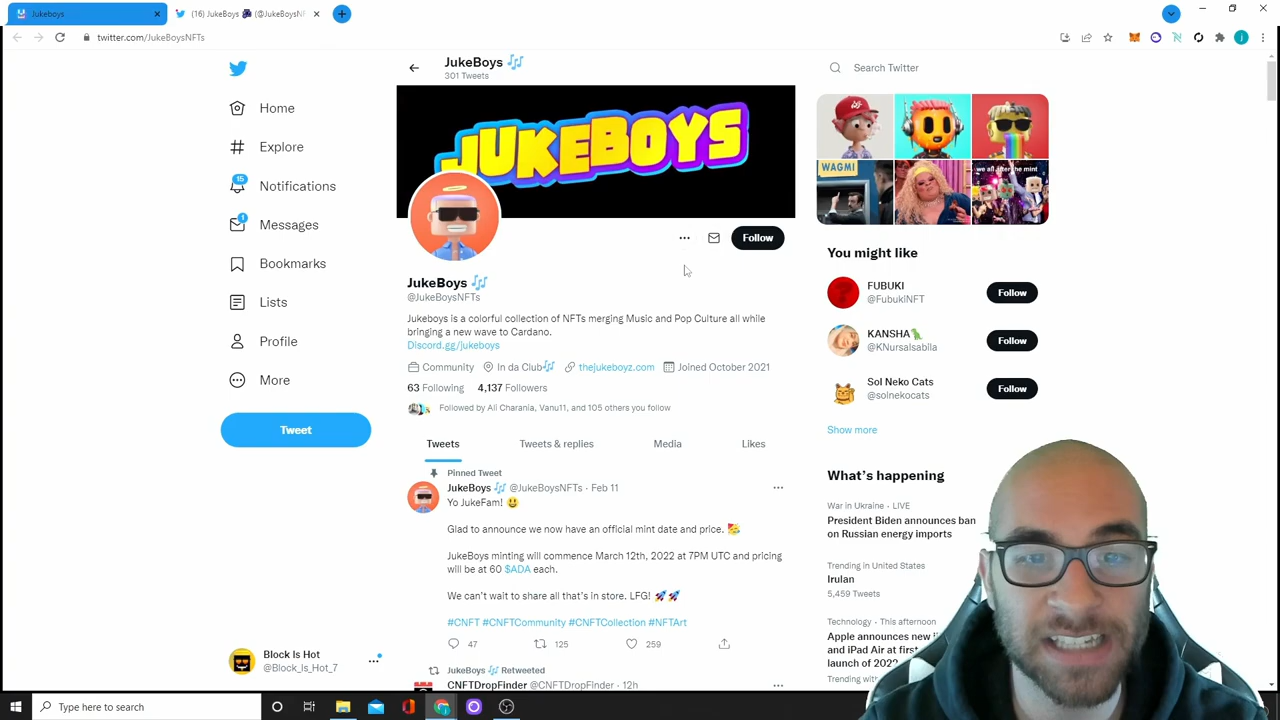 Jukeboys
(16) JukeBoys (@JukeBoysNF
twitter.com/JukeBoysNFTs
j
JukeBoys
301 Tweets
Search Twitter
JUKEBOYS
WAGMI
we all after the mint
Home
Explore
15
Notifications
1
Messages
Bookmarks
Lists
Profile
More
Tweet
Follow
JukeBoys
@JukeBoysNFTs
Jukeboys is a colorful collection of NFTs merging Music and Pop Culture all while
bringing a new wave to Cardano.
Discord.gg/jukeboys
Community In da Club thejukeboyz.com Joined October 2021
63 Following 4,137 Followers
Followed by Ali Charania, Vanu11, and 105 others you follow
Tweets Tweets & replies Media Likes
Pinned Tweet
JukeBoys @JukeBoysNFTs · Feb 11
Yo JukeFam! 😃
Glad to announce we now have an official mint date and price. 🥳
JukeBoys minting will commence March 12th, 2022 at 7PM UTC and pricing
will be at 60 $ADA each.
We can't wait to share all that's in store. LFG! 🚀🚀
#CNFT #CNFTCommunity #CNFTCollection #NFTArt
47 125 259
JukeBoys Retweeted
CNFTDropFinder @CNFTDropFinder · 12h
You might like
FUBUKI
@FubukiNFT
Follow
KANSHA
@KNursalsabila
Follow
Sol Neko Cats
@solnekocats
Follow
Show more
What's happening
War in Ukraine · LIVE
President Biden announces ban
on Russian energy imports
Trending in United States
Irulan
5,459 Tweets
Technology · This afternoon
Apple announces new
and iPad Air at first
launch of 2022
Trending with
Block Is Hot
@Block_Is_Hot_7
Type here to search